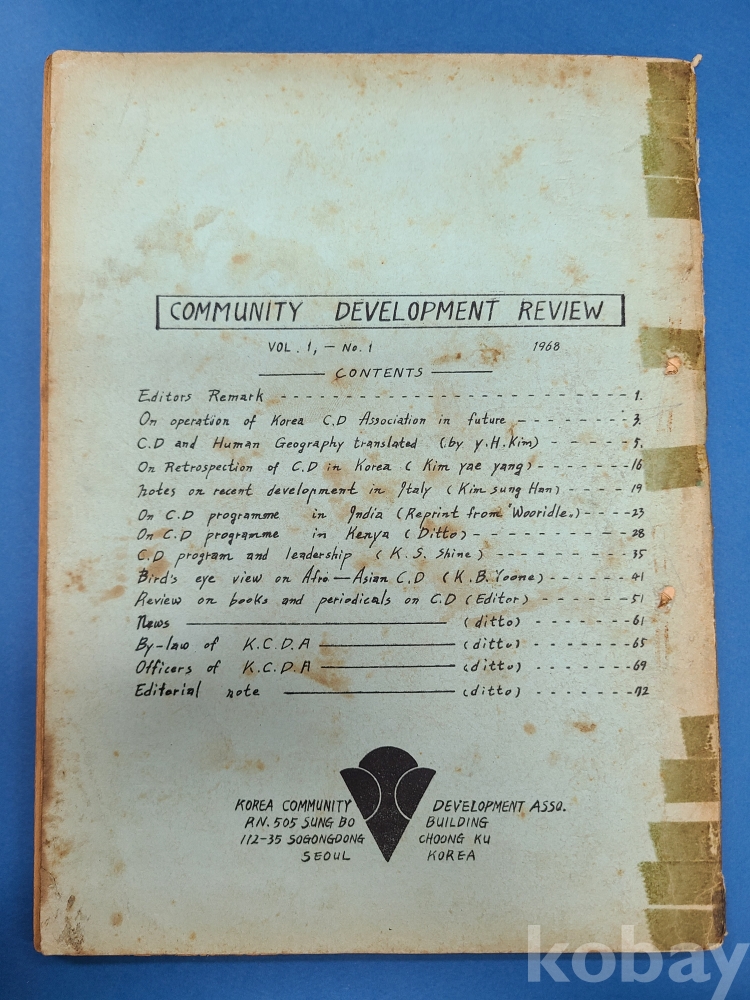 COMMUNITY DEVELOPMENT REVIEW
VOL. 1, - No. 1 1968
CONTENTS
Editors Remark 1.
On operation of Korea C.D Association in future 3.
C.D and Human Geography translated (by y.H.Kim) 5.
On Retrospection of C.D in Korea (Kim yae yang) 16
Notes on recent development in Italy (Kim sung Han) 19
On C.D programme in India (Reprint from "Wooridle") 23
On C.D programme in Kenya (Ditto) 28
C.D program and leadership (K.S. Shine) 35
Bird's eye view on Afro-Asian C.D (K.B. Yoone) 41
Review on books and periodicals on C.D (Editor) 51
News (ditto) 61
By-law of K.C.D.A (ditto) 65
Officers of K.C.D.A (ditto) 69
Editorial note (ditto) 72
KOREA COMMUNITY DEVELOPMENT ASSO.
RN. 505 SUNG BO BUILDING
112-35 SOGONGDONG CHOONG KU
SEOUL KOREA
kobay